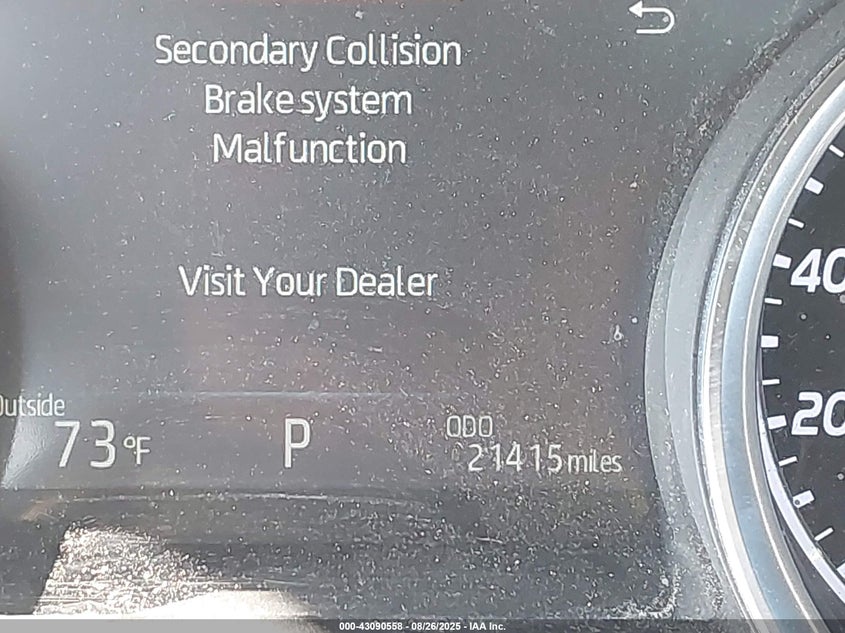 Secondary Collision
Brake system
Malfunction
Visit Your Dealer
Outside
73°F
P
ODO
21415 miles
40
20
000-43090558 - 08/26/2025 - IAA Inc.